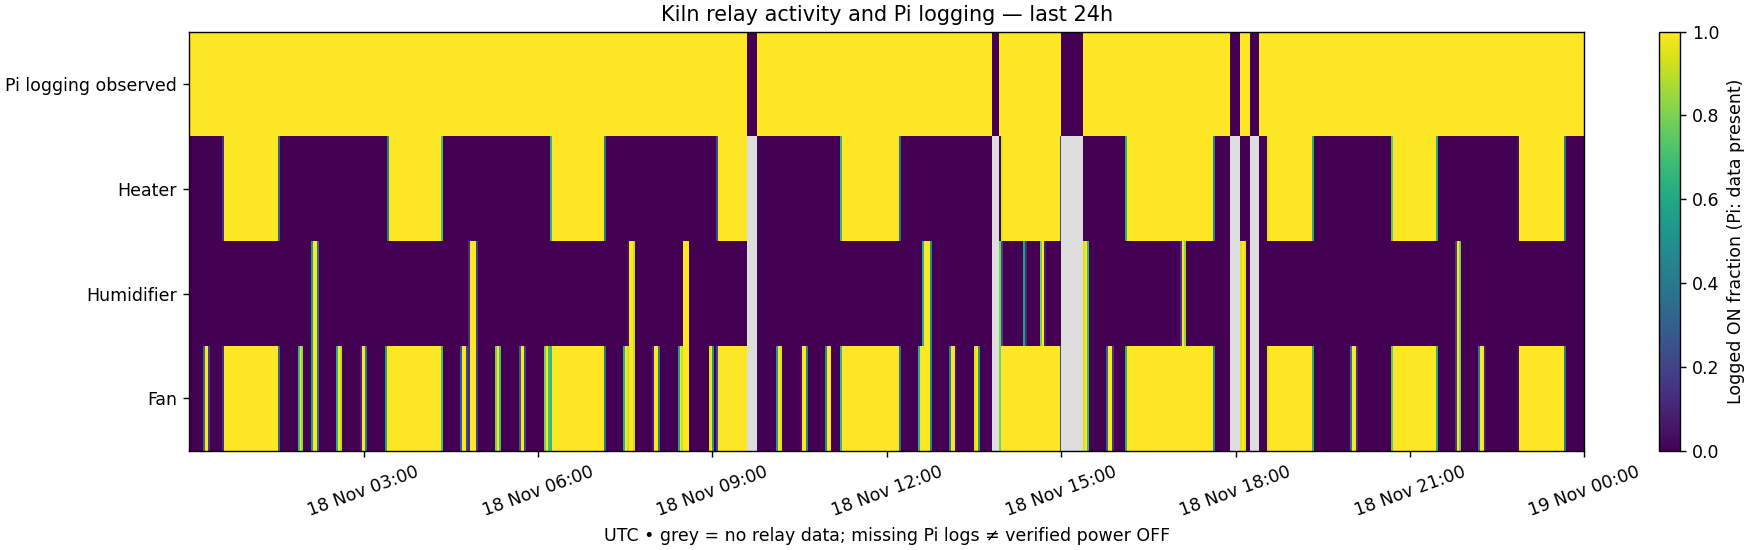 Kiln relay activity and Pi logging — last 24h
Pi logging observed
Heater
Humidifier
Fan
18 Nov 03:00
18 Nov 06:00
18 Nov 09:00
18 Nov 12:00
18 Nov 15:00
18 Nov 18:00
18 Nov 21:00
19 Nov 00:00
UTC • grey = no relay data; missing Pi logs ≠ verified power OFF
1.0
0.8
0.6
0.4
0.2
0.0
Logged ON fraction (Pi: data present)